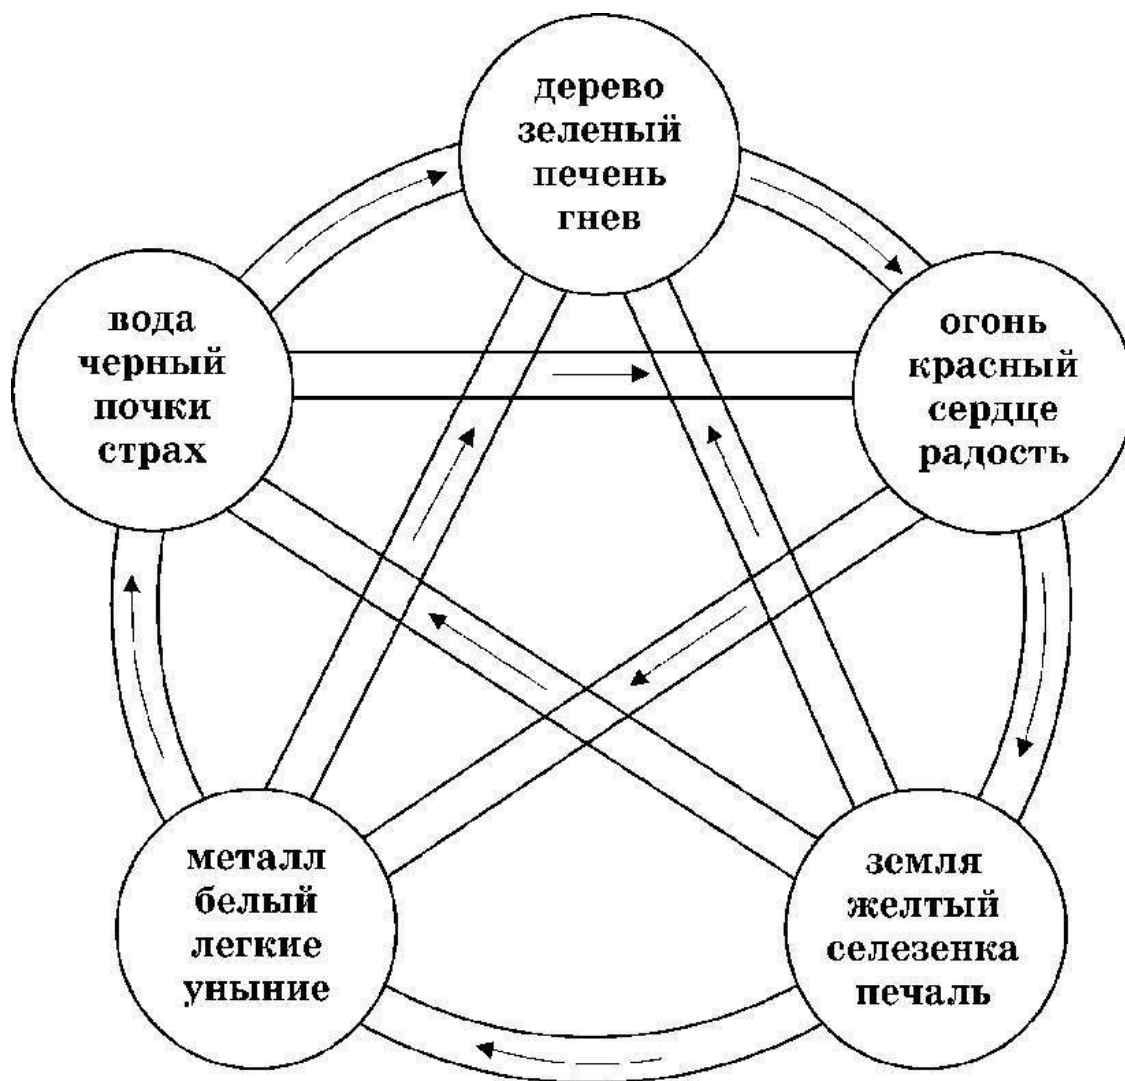 дерево
зеленый
печень
гнев
вода
черный
почки
страх
огонь
красный
сердце
радость
металл
белый
легкие
уныние
земля
желтый
селезенка
печаль